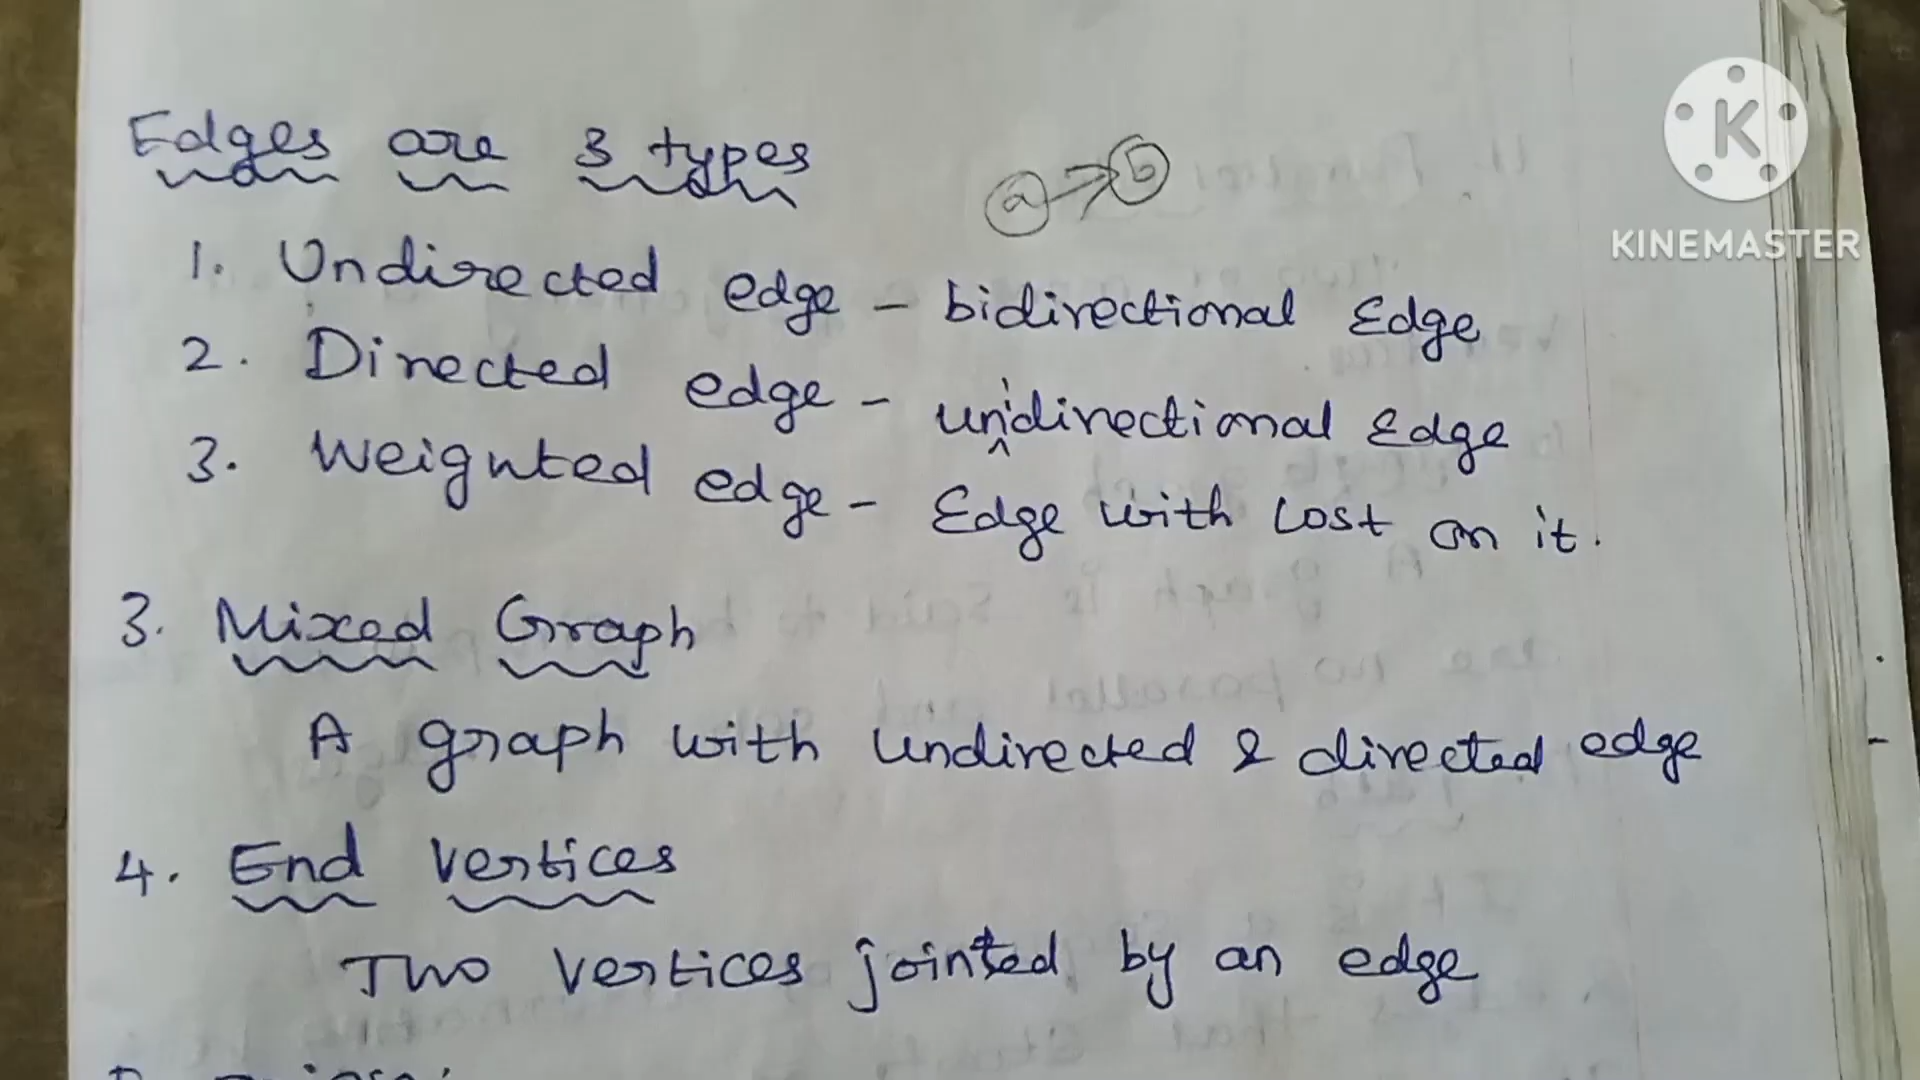 Edges are 3 types
a → b
1. Undirected edge - bidirectional Edge
2. Directed edge - unidirectional Edge
3. Weighted edge - Edge with cost on it.
3. Mixed Graph
A graph with undirected & directed edge
4. End vertices
Two vertices jointed by an edge
K
KINEMASTER